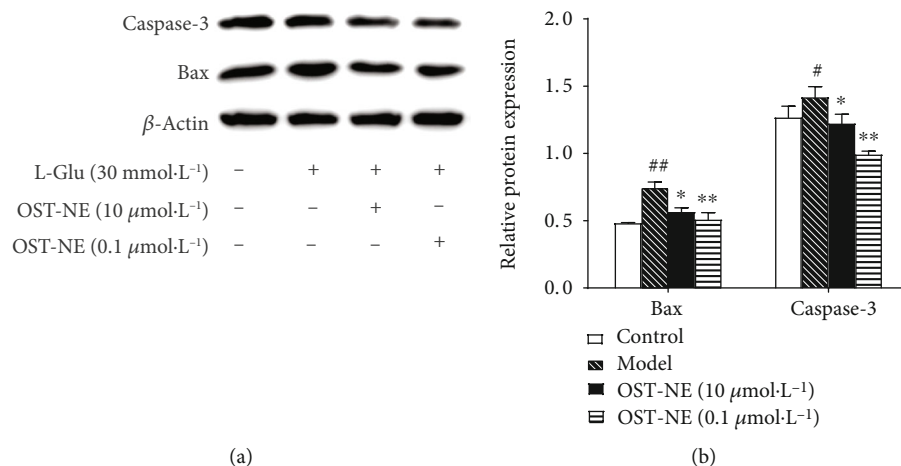 Caspase-3
Bax
β-Actin
L-Glu (30 mmol·L⁻¹) – + + +
OST-NE (10 μmol·L⁻¹) – – + –
OST-NE (0.1 μmol·L⁻¹) – – – +
(a)
Relative protein expression
2.0
1.5
1.0
0.5
0.0
## * **
# * **
Bax Caspase-3
Control
Model
OST-NE (10 μmol·L⁻¹)
OST-NE (0.1 μmol·L⁻¹)
(b)